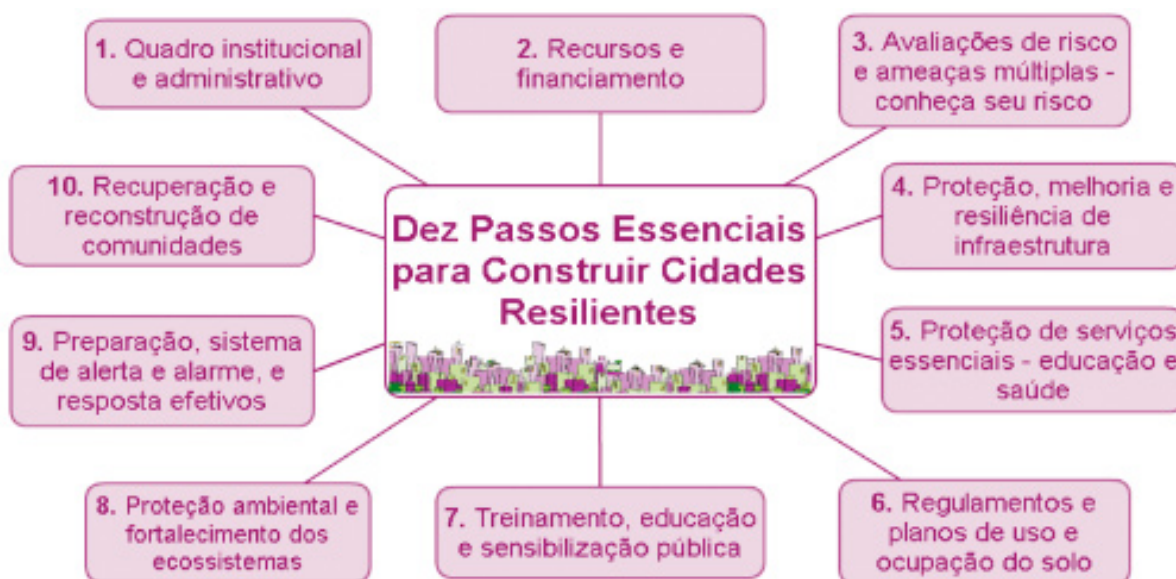 1. Quadro institucional
e administrativo
2. Recursos e
financiamento
3. Avaliações de risco
e ameaças múltiplas -
conheça seu risco
10. Recuperação e
reconstrução de
comunidades
Dez Passos Essenciais
para Construir Cidades
Resilientes
4. Proteção, melhoria e
resiliência de
infraestrutura
9. Preparação, sistema
de alerta e alarme, e
resposta efetivos
5. Proteção de serviços
essenciais - educação e
saúde
8. Proteção ambiental e
fortalecimento dos
ecossistemas
7. Treinamento, educação
e sensibilização pública
6. Regulamentos e
planos de uso e
ocupação do solo